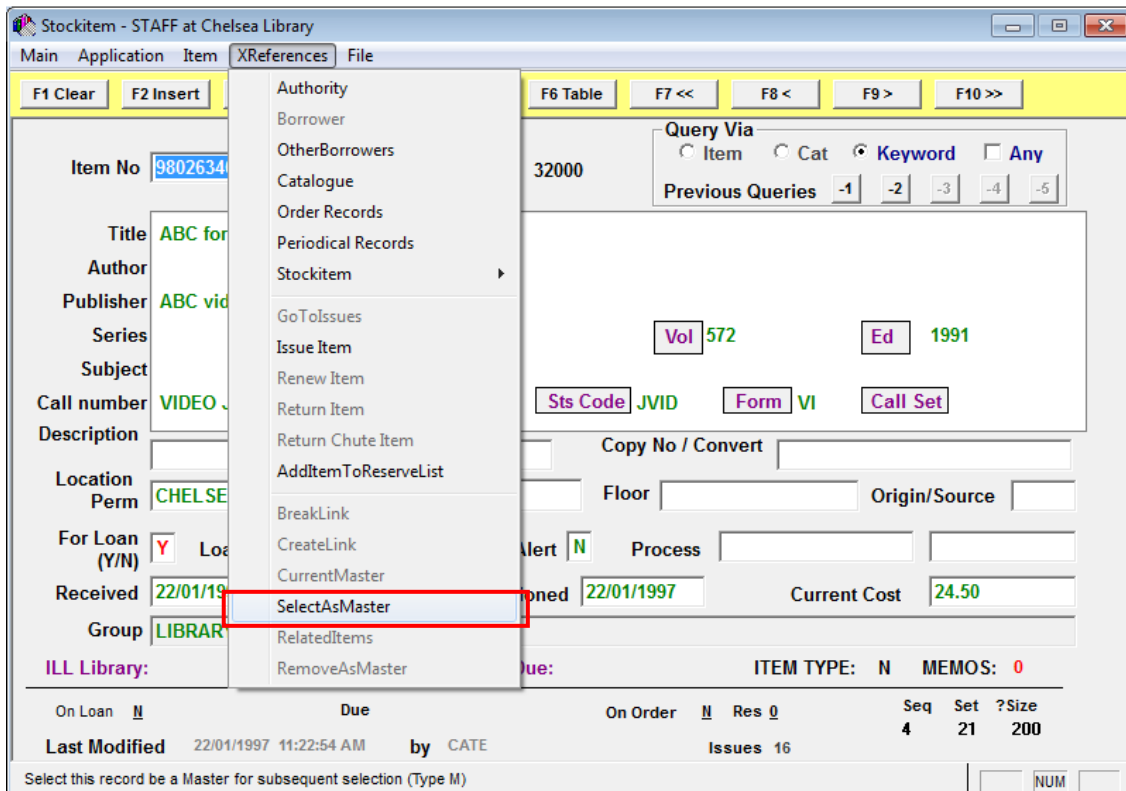 Stockitem - STAFF at Chelsea Library
Main Application Item XReferences File
F1 Clear F2 Insert F6 Table F7 << F8 < F9 > F10 >>
Authority
Borrower
OtherBorrowers
Catalogue
Order Records
Periodical Records
Stockitem
GoToIssues
Issue Item
Renew Item
Return Item
Return Chute Item
AddItemToReserveList
BreakLink
CreateLink
CurrentMaster
SelectAsMaster
RelatedItems
RemoveAsMaster
Query Via
Item Cat Keyword Any
Previous Queries -1 -2 -3 -4 -5
Item No 32000
Title ABC for
Author
Publisher ABC vid
Series Vol 572 Ed 1991
Subject
Call number VIDEO Sts Code JVID Form VI Call Set
Description Copy No / Convert
Location
Perm Floor Origin/Source
For Loan
(Y/N) Y N Process
Received 22/01/1997 Current Cost 24.50
Group LIBRARY
ILL Library: Due: ITEM TYPE: N MEMOS: 0
On Loan N Due On Order N Res 0 Seq Set ?Size
4 21 200
Last Modified 22/01/1997 11:22:54 AM by CATE Issues 16
Select this record be a Master for subsequent selection (Type M) NUM